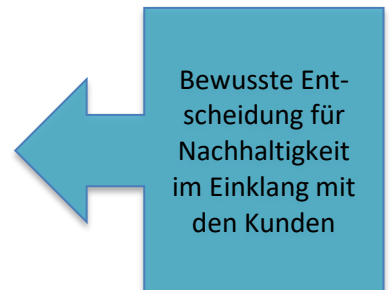 Bewusste Ent-
scheidung für
Nachhaltigkeit
im Einklang mit
den Kunden